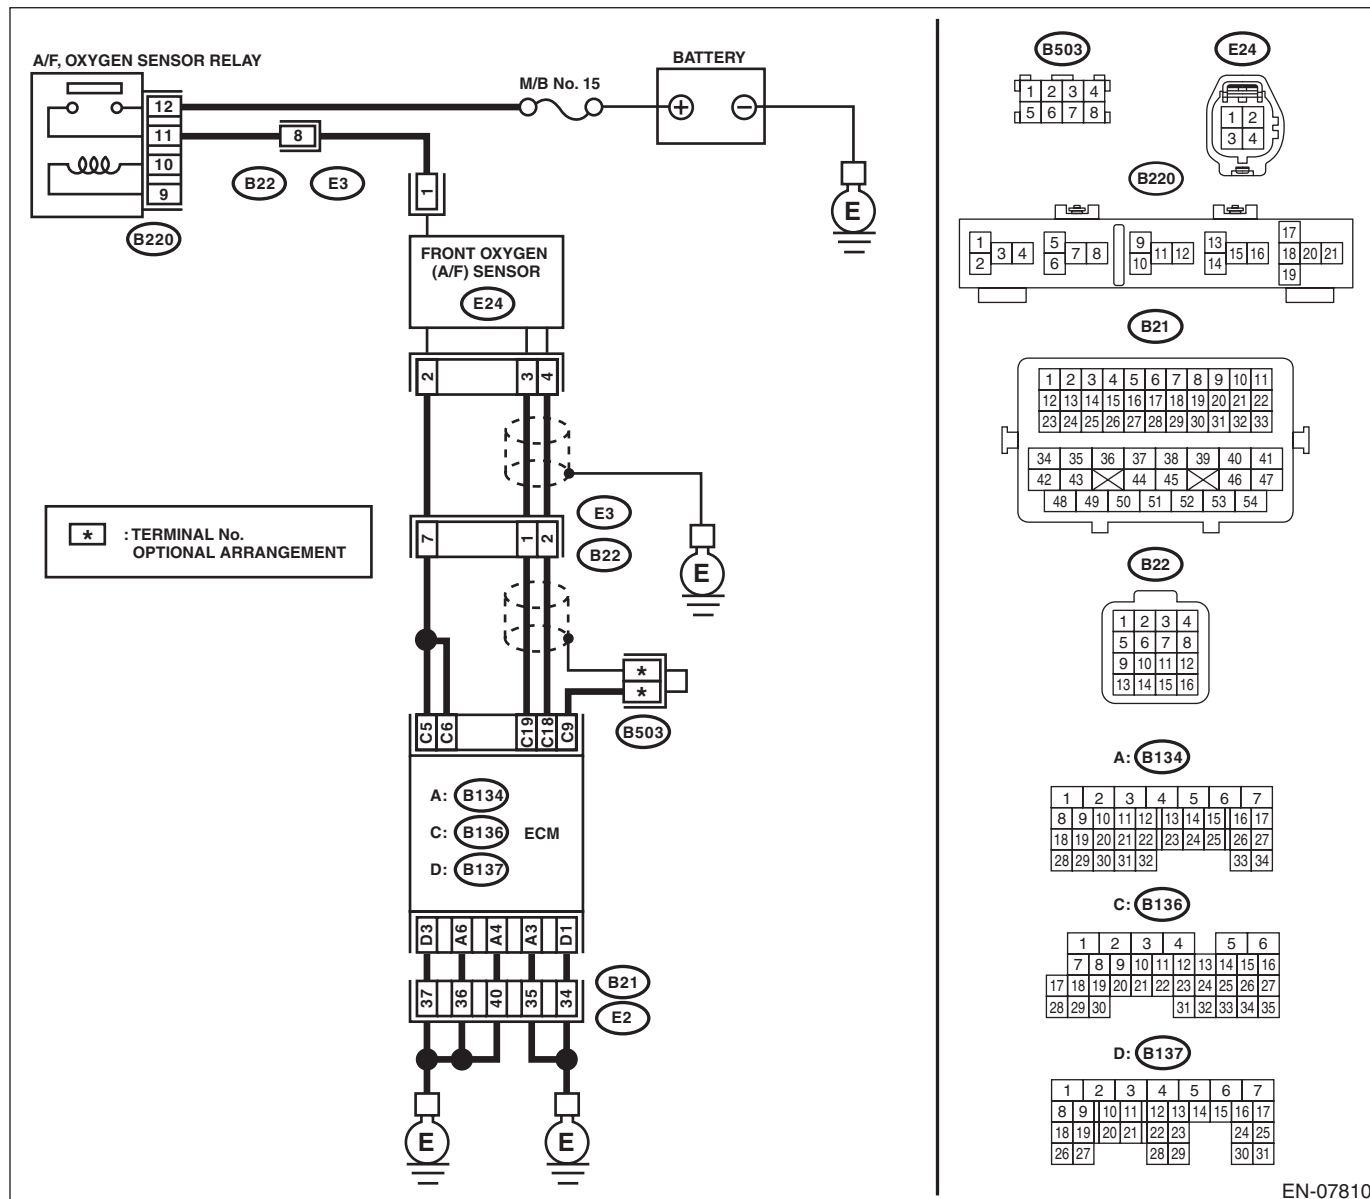 A/F, OXYGEN SENSOR RELAY
BATTERY
M/B No. 15
12
11
10
9
8
B22
E3
B220
1
E
FRONT OXYGEN
(A/F) SENSOR
E24
2 3 4
E3
B22
7 1 2
E
* : TERMINAL No.
OPTIONAL ARRANGEMENT
*
*
B503
C5 C6 C19 C18 C9
A: B134
C: B136 ECM
D: B137
D3 A6 A4 A3 D1
37 36 40 35 34
B21
E2
E E
B503
1 2 3 4
5 6 7 8
E24
1 2
3 4
B220
1 2 3 4 5 6 7 8 9 10 11 12 13 14 15 16 17 18 19 20 21
B21
1 2 3 4 5 6 7 8 9 10 11
12 13 14 15 16 17 18 19 20 21 22
23 24 25 26 27 28 29 30 31 32 33
34 35 36 37 38 39 40 41
42 43 44 45 46 47
48 49 50 51 52 53 54
B22
1 2 3 4
5 6 7 8
9 10 11 12
13 14 15 16
A: B134
1 2 3 4 5 6 7
8 9 10 11 12 13 14 15 16 17
18 19 20 21 22 23 24 25 26 27
28 29 30 31 32 33 34
C: B136
1 2 3 4 5 6
7 8 9 10 11 12 13 14 15 16
17 18 19 20 21 22 23 24 25 26 27
28 29 30 31 32 33 34 35
D: B137
1 2 3 4 5 6 7
8 9 10 11 12 13 14 15 16 17
18 19 20 21 22 23 24 25
26 27 28 29 30 31
EN-07810